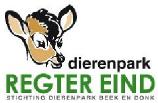 dierenpark
REGTER EIND
STICHTING DIERENPARK BEEK EN DONK